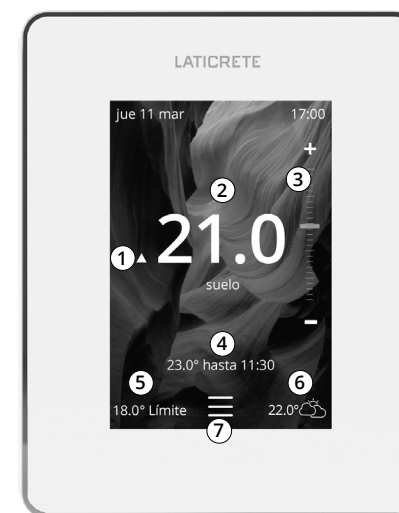 LATICRETE
jue 11 mar 17:00
+
2
3
1 ▲ 21.0
suelo
−
4
23.0° hasta 11:30
5 6
18.0° Límite 22.0°
7